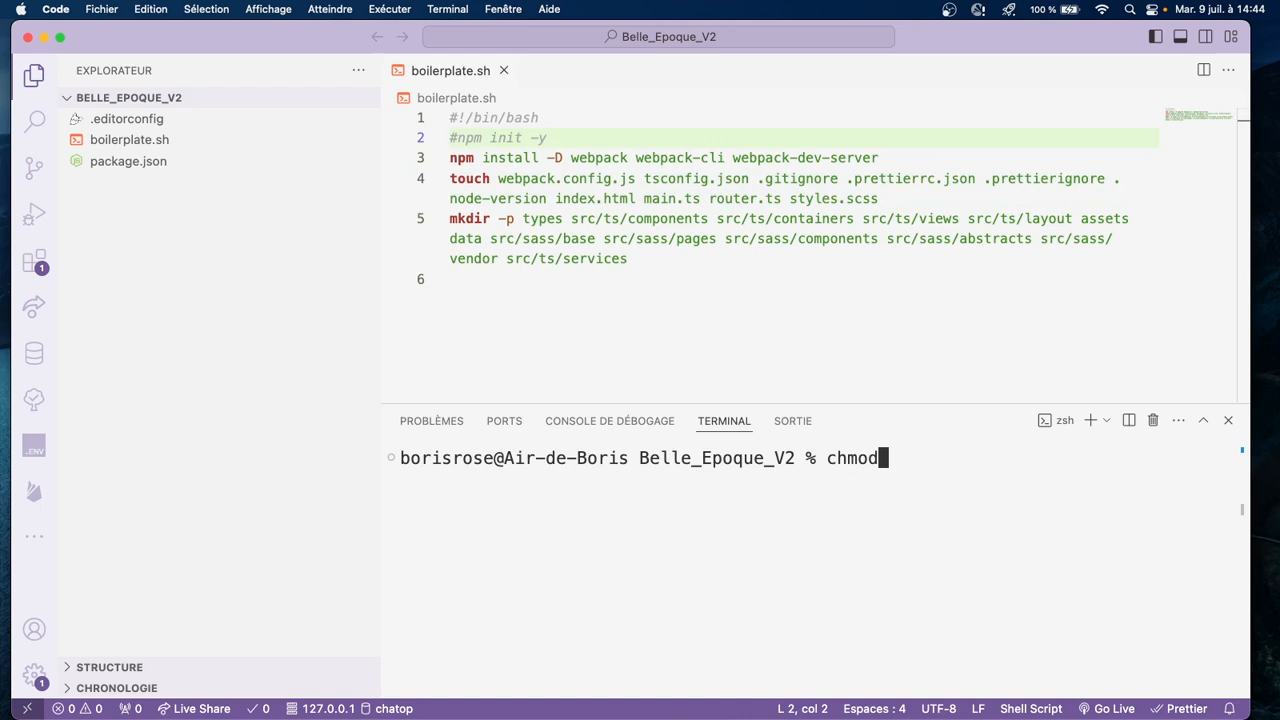 Code Fichier Edition Sélection Affichage Atteindre Exécuter Terminal Fenêtre Aide 100 % Mar. 9 juil. à 14:44
Belle_Epoque_V2
EXPLORATEUR
BELLE_EPOQUE_V2
.editorconfig
boilerplate.sh
package.json
boilerplate.sh
boilerplate.sh
1 #!/bin/bash
2 #npm init -y
3 npm install -D webpack webpack-cli webpack-dev-server
4 touch webpack.config.js tsconfig.json .gitignore .prettierrc.json .prettierignore .
node-version index.html main.ts router.ts styles.scss
5 mkdir -p types src/ts/components src/ts/containers src/ts/views src/ts/layout assets
data src/sass/base src/sass/pages src/sass/components src/sass/abstracts src/sass/
vendor src/ts/services
6
PROBLÈMES PORTS CONSOLE DE DÉBOGAGE TERMINAL SORTIE zsh
borisrose@Air-de-Boris Belle_Epoque_V2 % chmod
1
.ENV
1
STRUCTURE
CHRONOLOGIE
0 0 0 Live Share 0 127.0.0.1 chatop L 2, col 2 Espaces : 4 UTF-8 LF Shell Script Go Live Prettier